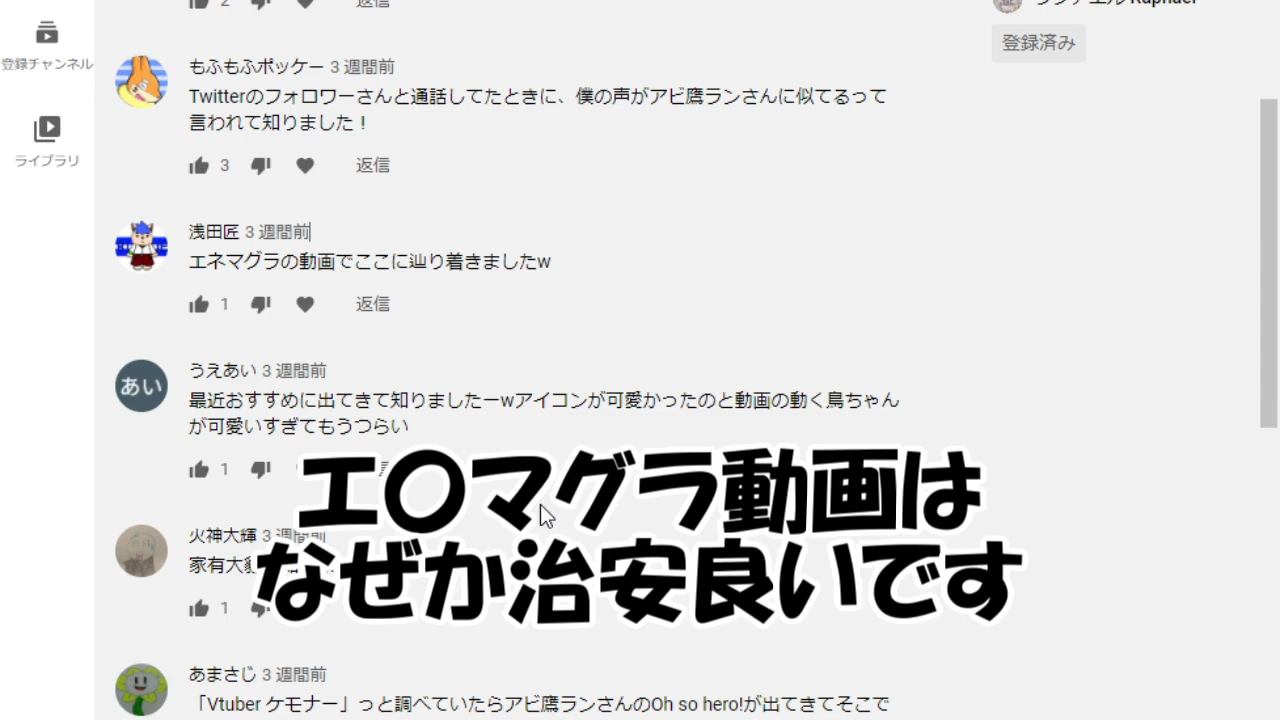 2 返信
登録済み
登録チャンネル
ライブラリ
もふもふポッケー 3 週間前
Twitterのフォロワーさんと通話してたときに、僕の声がアビ鷹ランさんに似てるって
言われて知りました！
3 返信
浅田匠 3 週間前
エネマグラの動画でここに辿り着きましたw
1 返信
あい
うえあい 3 週間前
最近おすすめに出てきて知りましたーwアイコンが可愛かったのと動画の動く鳥ちゃん
が可愛いすぎてもうつらい
1
エ〇マグラ動画は
火神大輝 3 週間前
家有大
なぜか治安良いです
1
あまさじ 3 週間前
「Vtuber ケモナー」っと調べていたらアビ鷹ランさんのOh so hero!が出てきてそこで